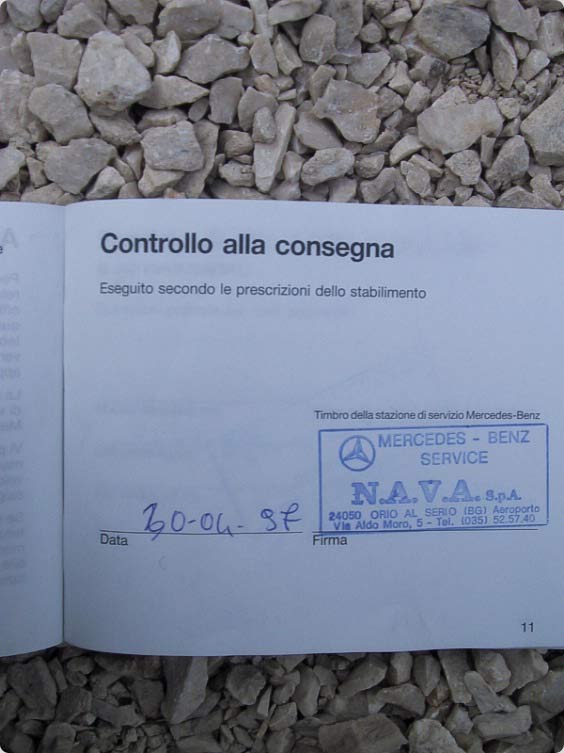 Controllo alla consegna
Eseguito secondo le prescrizioni dello stabilimento
Timbro della stazione di servizio Mercedes-Benz
MERCEDES - BENZ
SERVICE
N.A.V.A. S.p.A.
24050 ORIO AL SERIO (BG) Aeroporto
Via Aldo Moro, 5 - Tel. (035) 52.57.40
30-04-97
Data
Firma
11